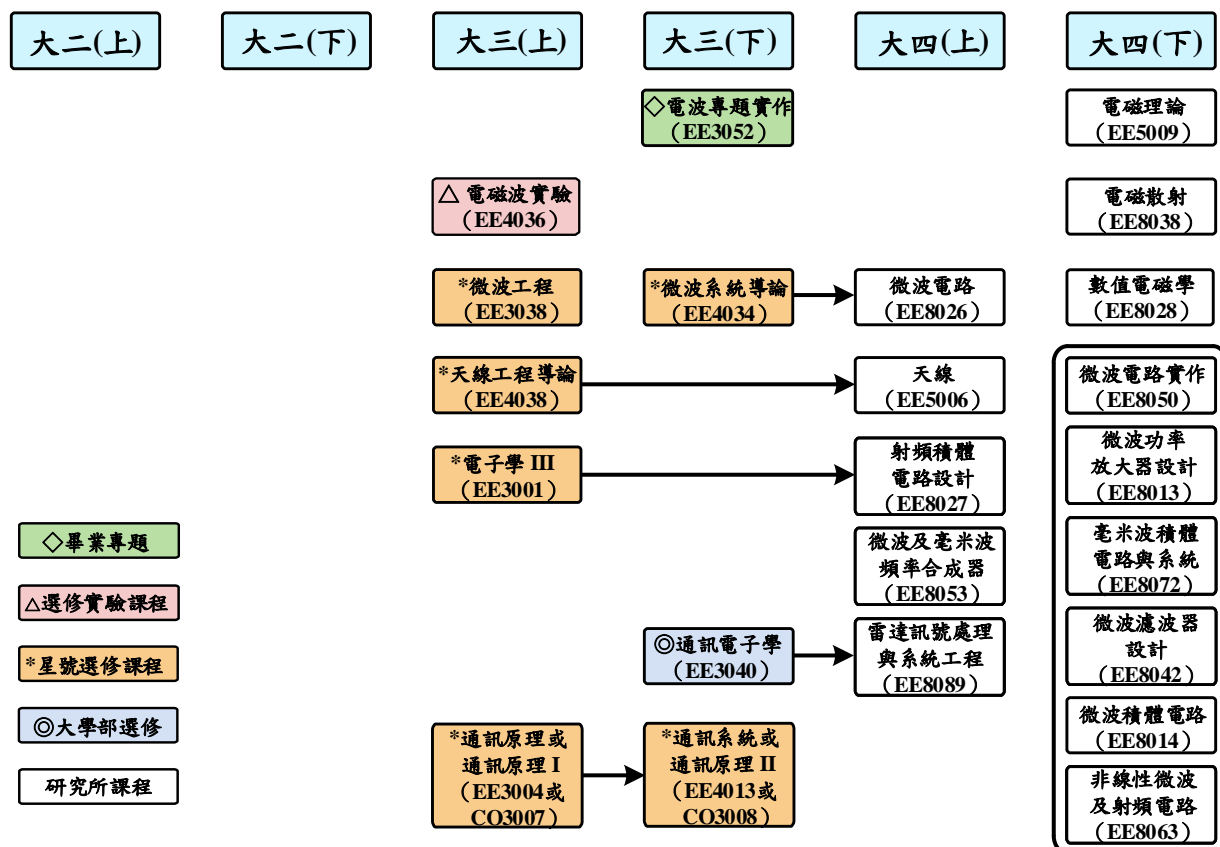 大二(上)
大二(下)
大三(上)
大三(下)
大四(上)
大四(下)
◇電波專題實作
(EE3052)
電磁理論
(EE5009)
△ 電磁波實驗
(EE4036)
電磁散射
(EE8038)
*微波工程
(EE3038)
*微波系統導論
(EE4034)
微波電路
(EE8026)
數值電磁學
(EE8028)
*天線工程導論
(EE4038)
天線
(EE5006)
微波電路實作
(EE8050)
*電子學 III
(EE3001)
射頻積體
電路設計
(EE8027)
微波功率
放大器設計
(EE8013)
◇畢業專題
△選修實驗課程
*星號選修課程
◎大學部選修
研究所課程
微波及毫米波
頻率合成器
(EE8053)
毫米波積體
電路與系統
(EE8072)
◎通訊電子學
(EE3040)
雷達訊號處理
與系統工程
(EE8089)
微波濾波器
設計
(EE8042)
*通訊原理或
通訊原理 I
(EE3004或
CO3007)
*通訊系統或
通訊原理 II
(EE4013或
CO3008)
微波積體電路
(EE8014)
非線性微波
及射頻電路
(EE8063)